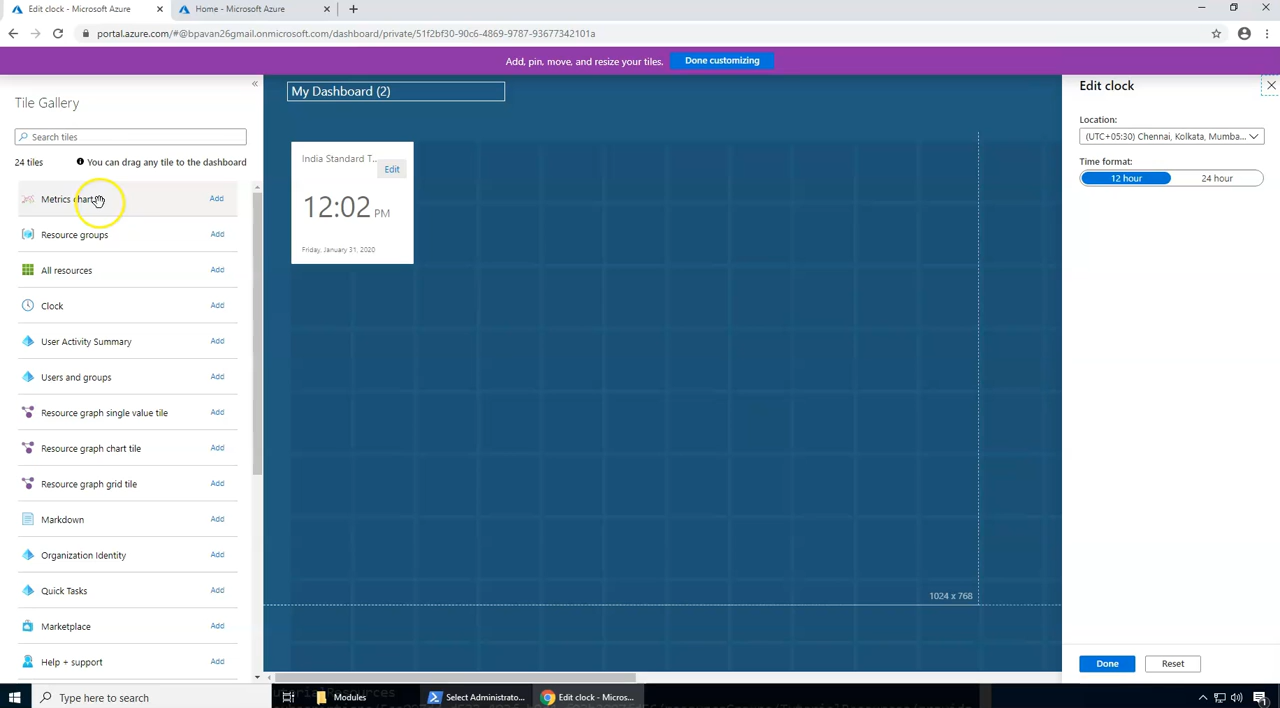 Edit clock - Microsoft Azure
Home - Microsoft Azure
portal.azure.com/#@bpavan26gmail.onmicrosoft.com/dashboard/private/51f2bf30-90c6-4869-9787-93677342101a
Add, pin, move, and resize your tiles.
Done customizing
Tile Gallery
Search tiles
24 tiles
You can drag any tile to the dashboard
Metrics chart
Add
Resource groups
Add
All resources
Add
Clock
Add
User Activity Summary
Add
Users and groups
Add
Resource graph single value tile
Add
Resource graph chart tile
Add
Resource graph grid tile
Add
Markdown
Add
Organization Identity
Add
Quick Tasks
Add
Marketplace
Add
Help + support
Add
My Dashboard (2)
India Standard T...
Edit
12:02 PM
Friday, January 31, 2020
1024 x 768
Edit clock
Location:
(UTC+05:30) Chennai, Kolkata, Mumba...
Time format:
12 hour
24 hour
Done
Reset
Type here to search
Modules
Select Administrato...
Edit clock - Micros...